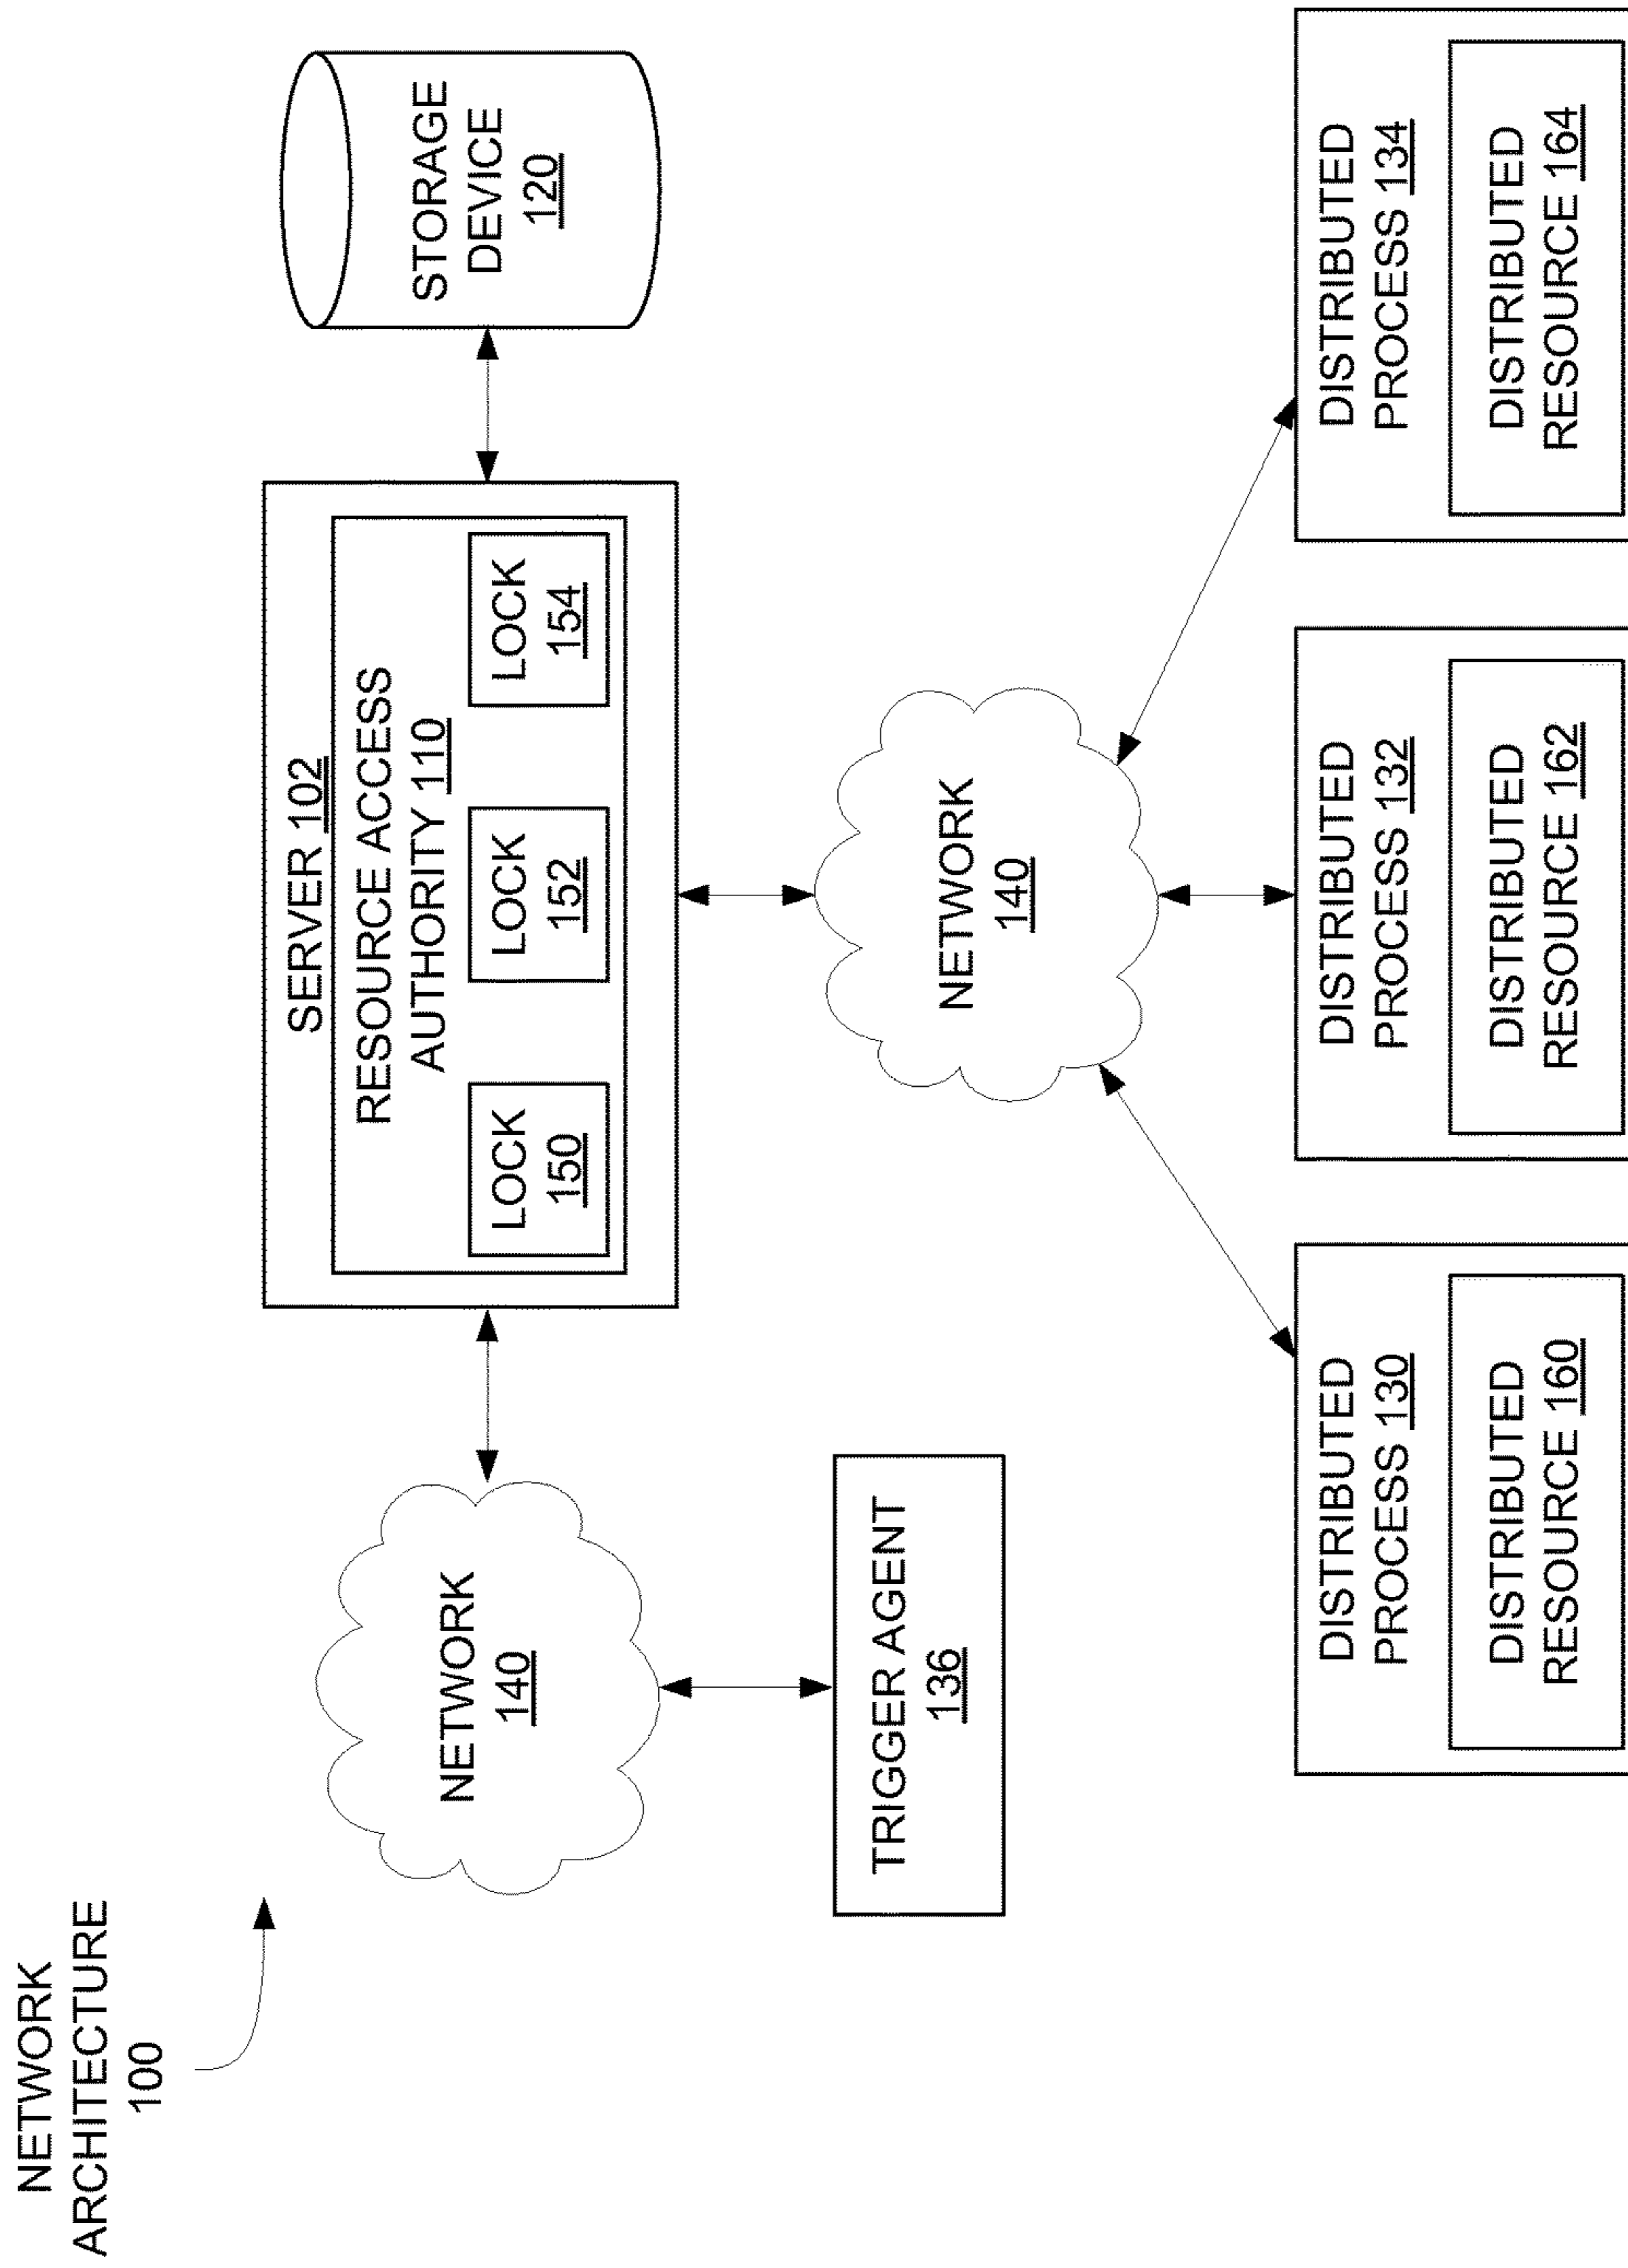 NETWORK
ARCHITECTURE
100
SERVER 102
RESOURCE ACCESS
AUTHORITY 110
LOCK
150
LOCK
152
LOCK
154
STORAGE
DEVICE
120
NETWORK
140
TRIGGER AGENT
136
NETWORK
140
DISTRIBUTED
PROCESS 130
DISTRIBUTED
RESOURCE 160
DISTRIBUTED
PROCESS 132
DISTRIBUTED
RESOURCE 162
DISTRIBUTED
PROCESS 134
DISTRIBUTED
RESOURCE 164